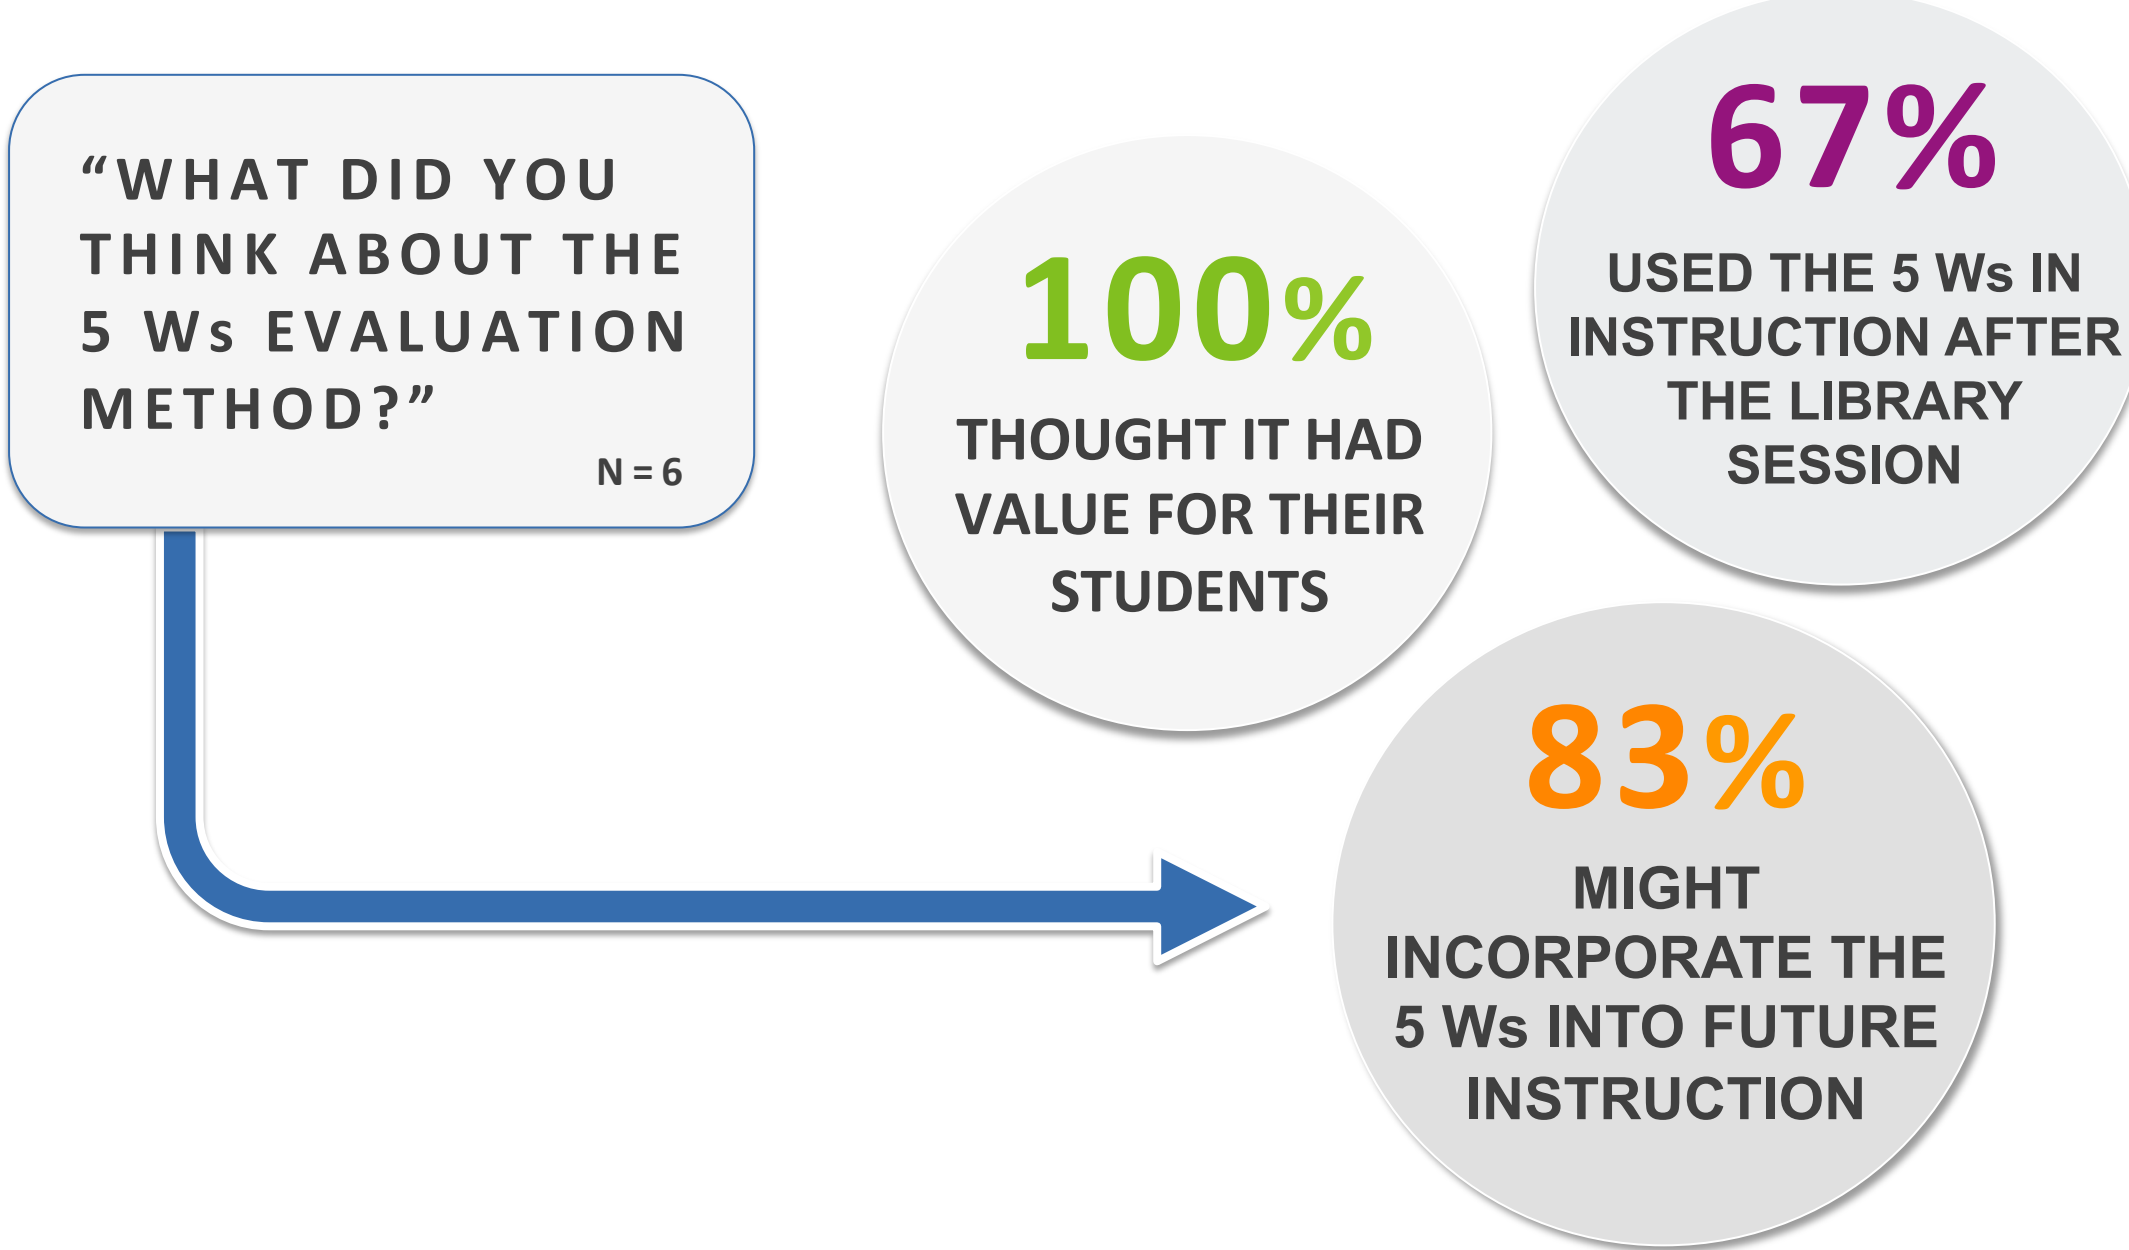 “WHAT DID YOU
THINK ABOUT THE
5 Ws EVALUATION
METHOD?”
N = 6
100%
THOUGHT IT HAD
VALUE FOR THEIR
STUDENTS
67%
USED THE 5 Ws IN
INSTRUCTION AFTER
THE LIBRARY
SESSION
83%
MIGHT
INCORPORATE THE
5 Ws INTO FUTURE
INSTRUCTION